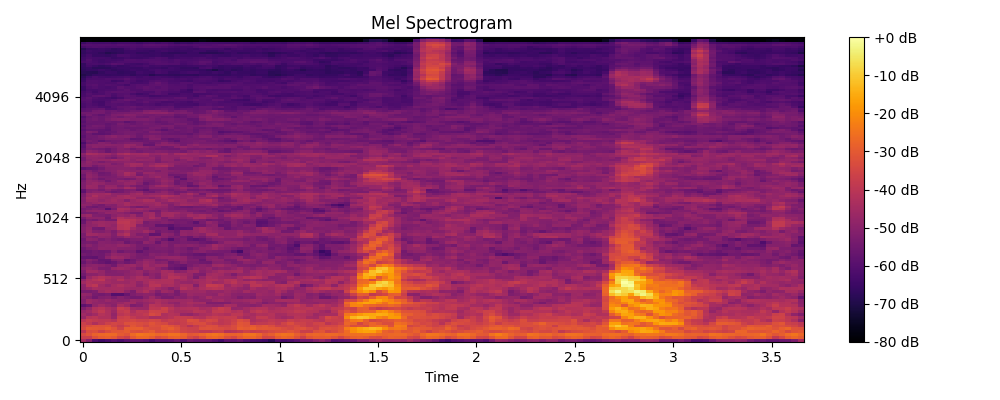 Mel Spectrogram
Hz
4096
2048
1024
512
0
0
0.5
1
1.5
2
2.5
3
3.5
Time
+0 dB
-10 dB
-20 dB
-30 dB
-40 dB
-50 dB
-60 dB
-70 dB
-80 dB